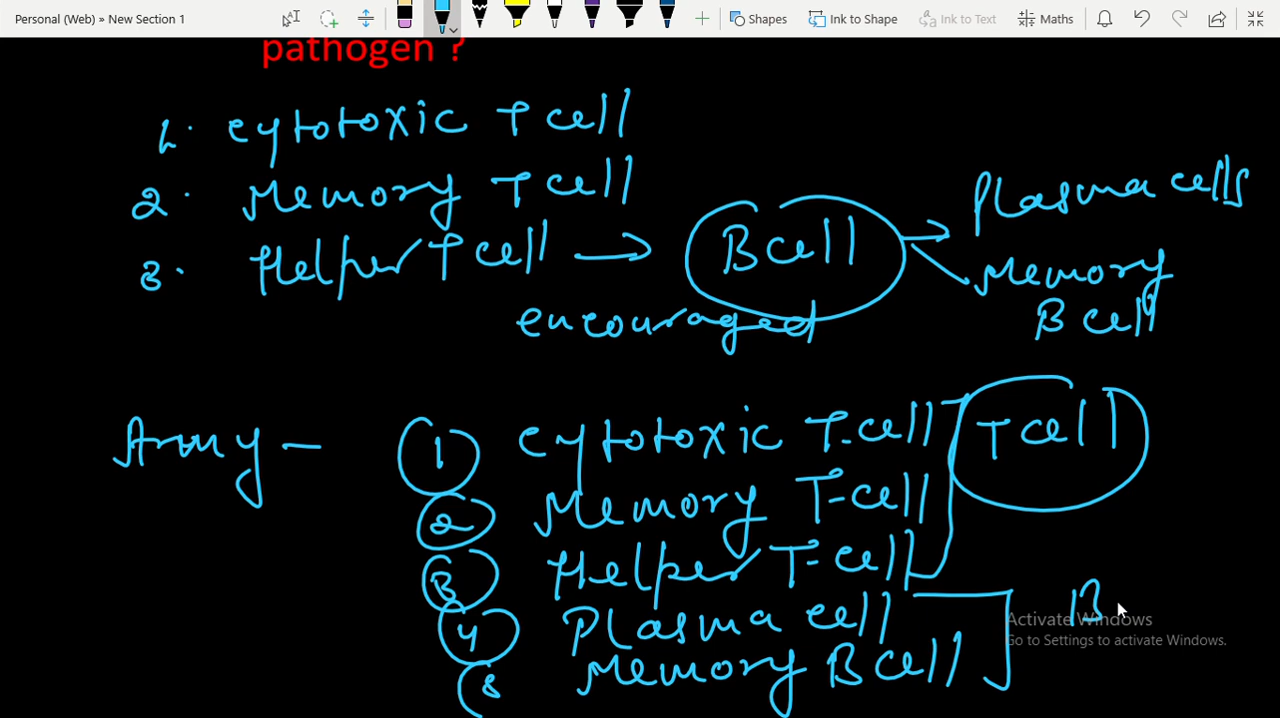 Personal (Web) » New Section 1
Shapes
Ink to Shape
Ink to Text
Maths
pathogen ?
1. cytotoxic T cell
2. Memory T cell
3. Helper T cell → B cell → Plasma cells
Memory
B cell
encouraged
Army – 1 cytotoxic T-cell T cell
2 Memory T-cell
3 Helper T-cell
4 Plasma cell B
5 Memory B cell
Activate Windows
Go to Settings to activate Windows.